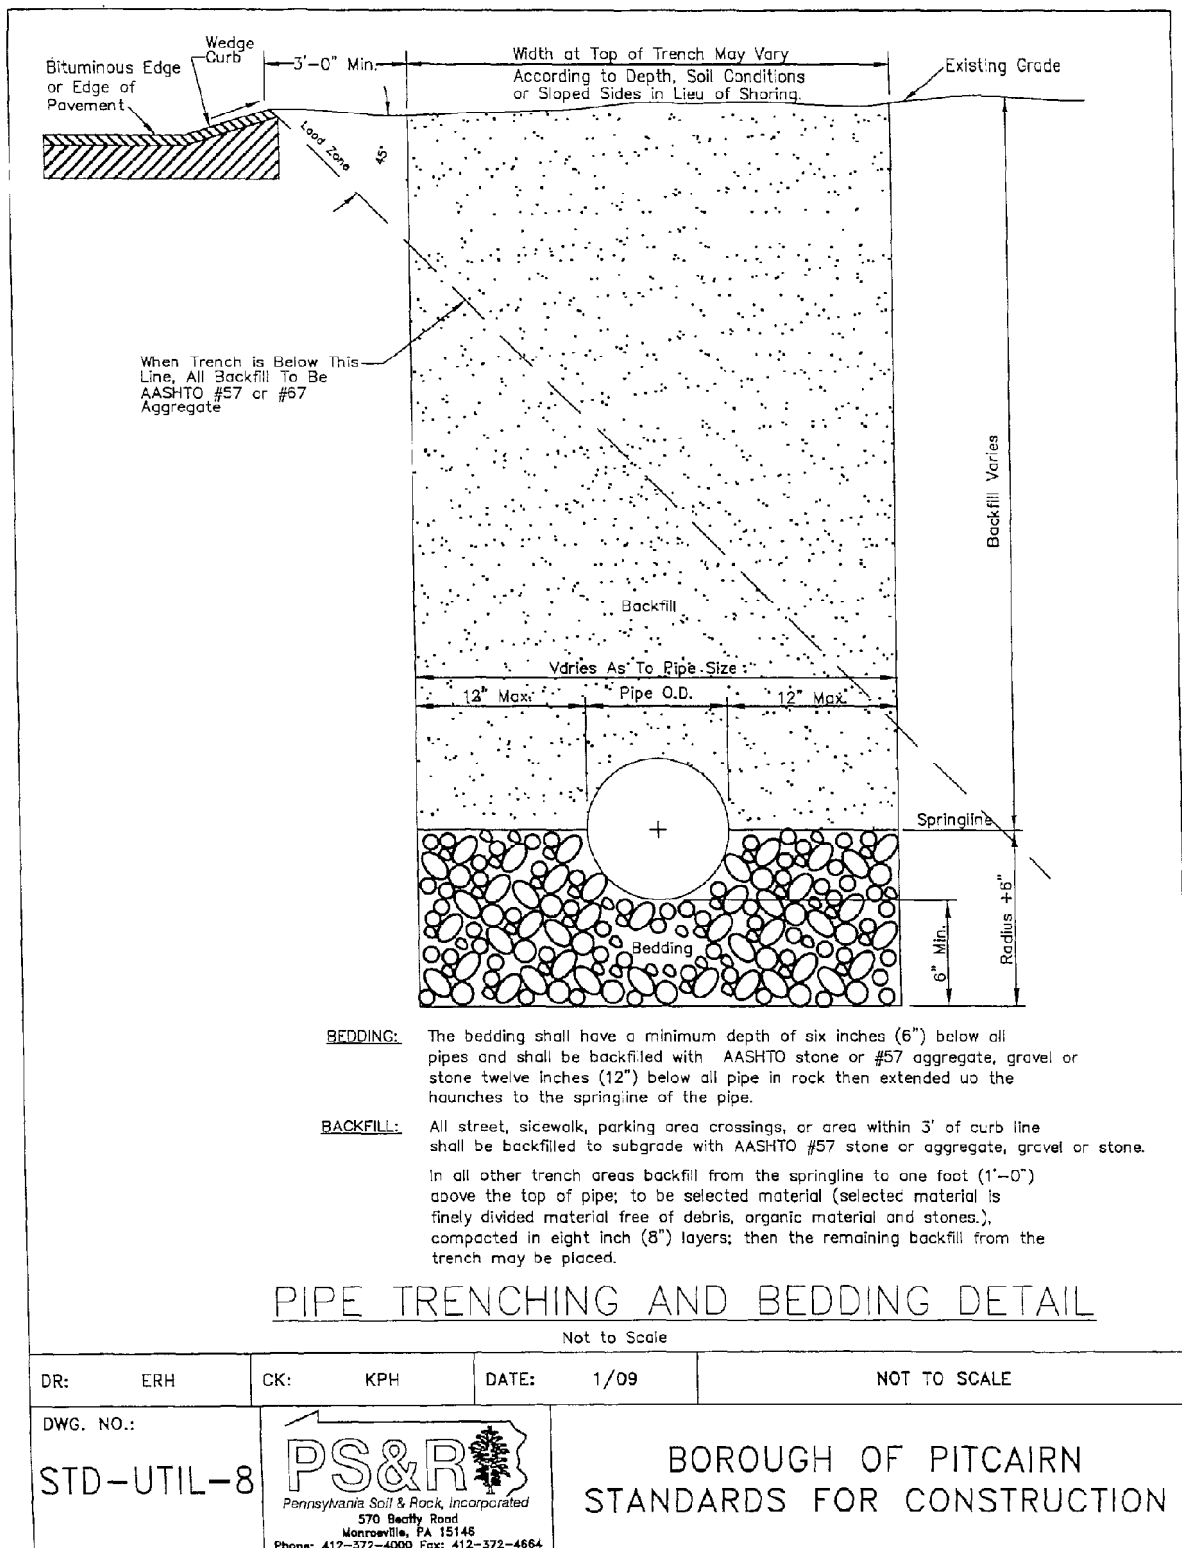 Wedge
Curb
3'-0" Min.
Width at Top of Trench May Vary
According to Depth, Soil Conditions
or Sloped Sides in Lieu of Shoring.
Existing Grade
Bituminous Edge
or Edge of
Pavement
Load Zone
45°
When Trench is Below This
Line, All Backfill To Be
AASHTO #57 or #67
Aggregate
Backfill Varies
Backfill
Varies As To Pipe Size
12" Max.
Pipe O.D.
12" Max.
Springline
Bedding
6" Min.
Radius +6"
BEDDING: The bedding shall have a minimum depth of six inches (6") below all
pipes and shall be backfilled with AASHTO stone or #57 aggregate, gravel or
stone twelve inches (12") below all pipe in rock then extended up the
haunches to the springline of the pipe.
BACKFILL: All street, sidewalk, parking area crossings, or area within 3' of curb line
shall be backfilled to subgrade with AASHTO #57 stone or aggregate, gravel or stone.
In all other trench areas backfill from the springline to one foot (1'-0")
above the top of pipe; to be selected material (selected material is
finely divided material free of debris, organic material and stones.),
compacted in eight inch (8") layers; then the remaining backfill from the
trench may be placed.
PIPE TRENCHING AND BEDDING DETAIL
Not to Scale
DR: ERH
CK: KPH
DATE: 1/09
NOT TO SCALE
DWG. NO.:
STD-UTIL-8
PS&R
Pennsylvania Soil & Rock, Incorporated
570 Beatty Road
Monroeville, PA 15146
Phone: 412-372-4000 Fax: 412-372-4664
BOROUGH OF PITCAIRN
STANDARDS FOR CONSTRUCTION